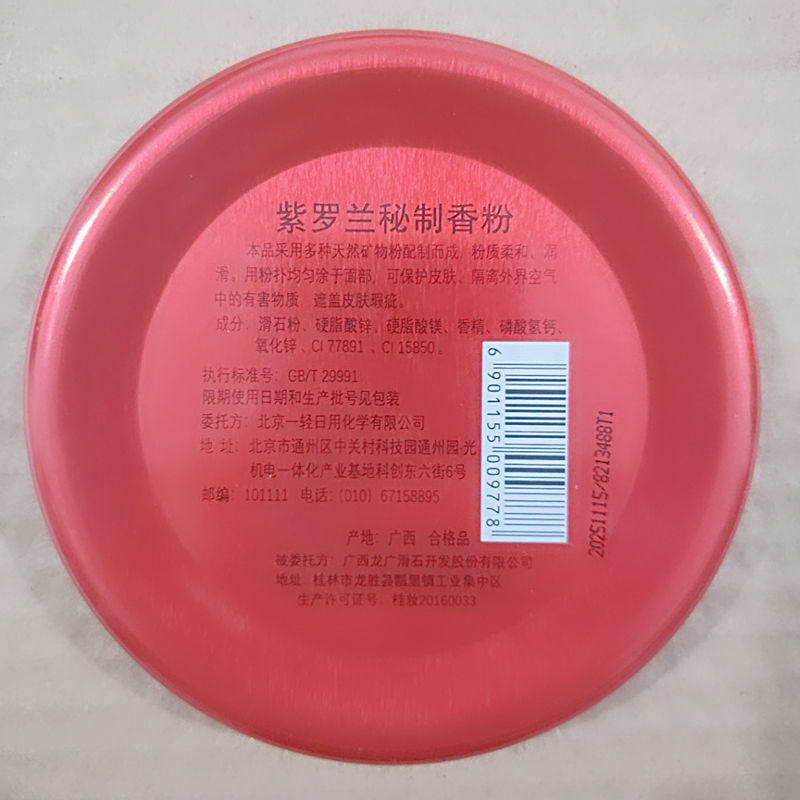 紫罗兰秘制香粉
本品采用多种天然矿物粉配制而成，粉质柔和、润
滑。用粉扑均匀涂于面部，可保护皮肤、隔离外界空气
中的有害物质，遮盖皮肤瑕疵。
成分：滑石粉、硬脂酸锌、硬脂酸镁、香精、磷酸氢钙、
氧化锌、CI 77891、CI 15850。
执行标准号：GB/T 29991
限期使用日期和生产批号见包装
委托方：北京一轻日用化学有限公司
地 址：北京市通州区中关村科技园通州园·光
机电一体化产业基地科创东六街6号
邮编：101111 电话：(010) 67158895
6 901155 009778
20251115/8213488T1
产地：广西 合格品
被委托方：广西龙广滑石开发股份有限公司
地址：桂林市龙胜县瓢里镇工业集中区
生产许可证号：桂妆20160033